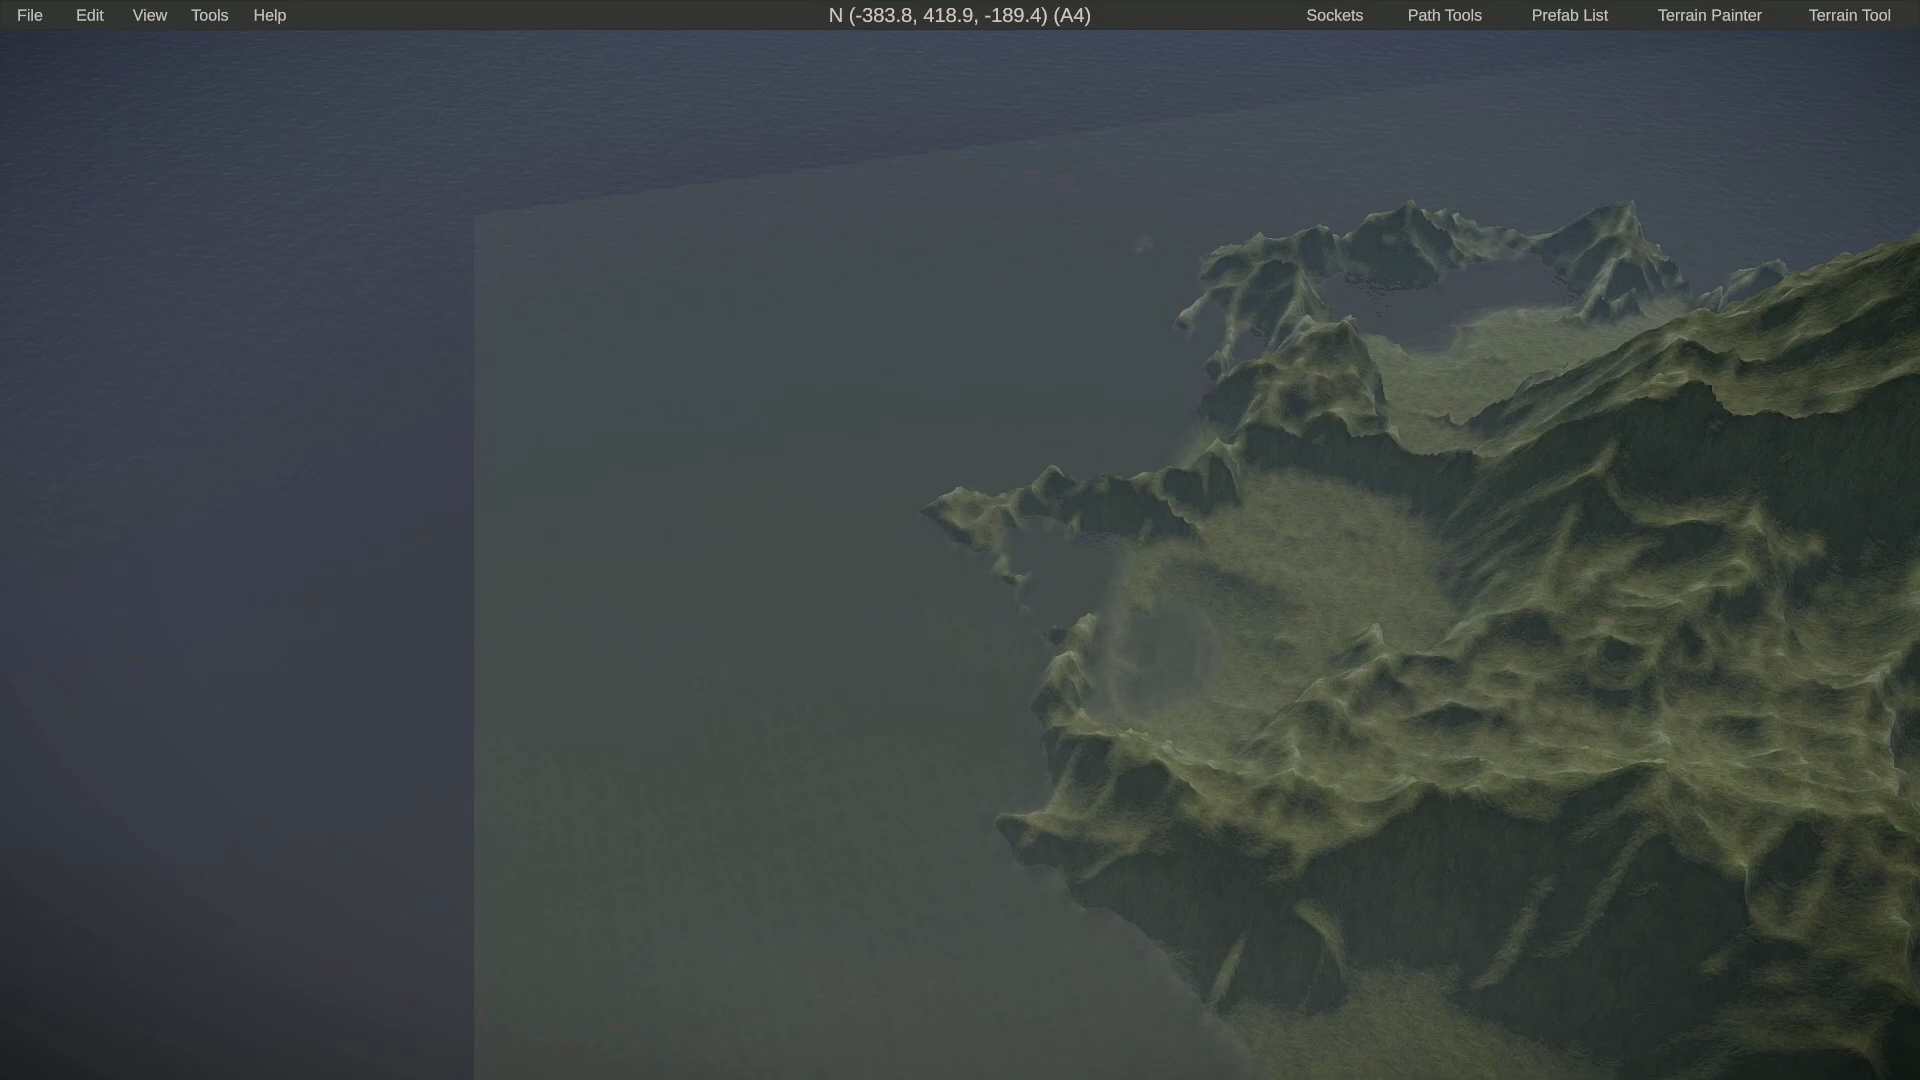 File Edit View Tools Help N (-383.8, 418.9, -189.4) (A4) Sockets Path Tools Prefab List Terrain Painter Terrain Tool